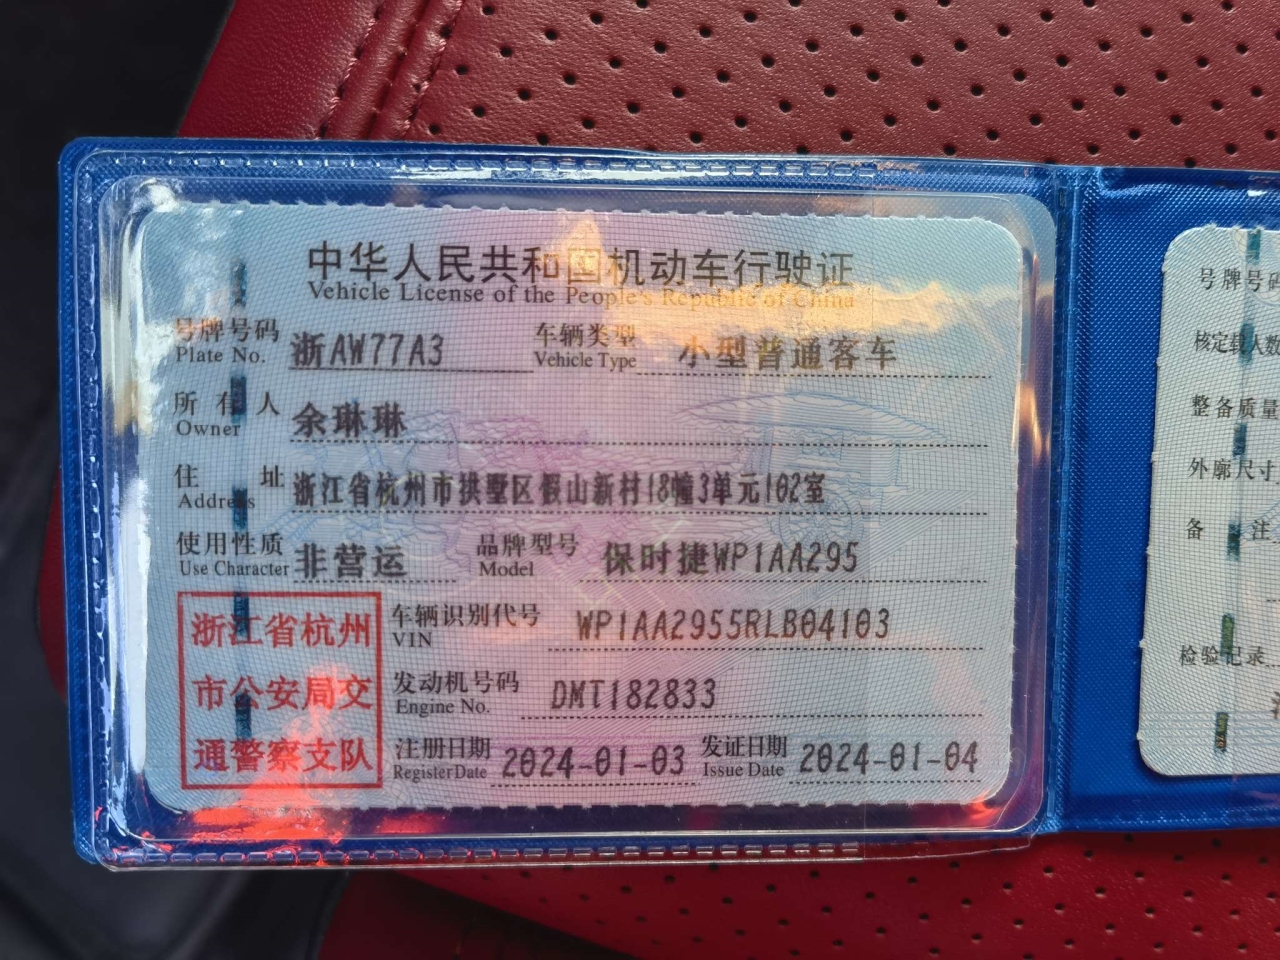 中华人民共和国机动车行驶证
Vehicle License of the People's Republic of China
号牌号码 浙AW77A3 车辆类型 小型普通客车
Plate No. Vehicle Type
所有人 余琳琳
Owner
住址 浙江省杭州市拱墅区假山新村18幢3单元102室
Address
使用性质 非营运 品牌型号 保时捷WP1AA295
Use Character Model
浙江省杭州
市公安局交
通警察支队
车辆识别代号 WP1AA2955RLB04103
VIN
发动机号码 DMT182833
Engine No.
注册日期 2024-01-03 发证日期 2024-01-04
Register Date Issue Date
号牌号码
核定载人数
整备质量
外廓尺寸
备注
检验记录